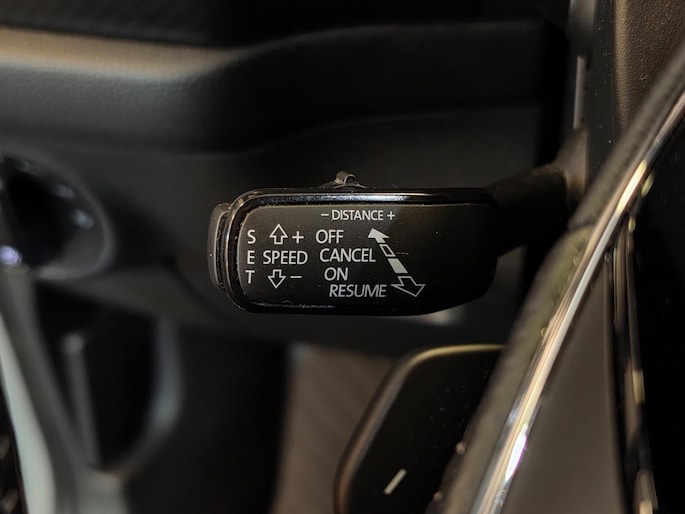 − DISTANCE +
S + OFF
E SPEED CANCEL
T − ON
RESUME
−